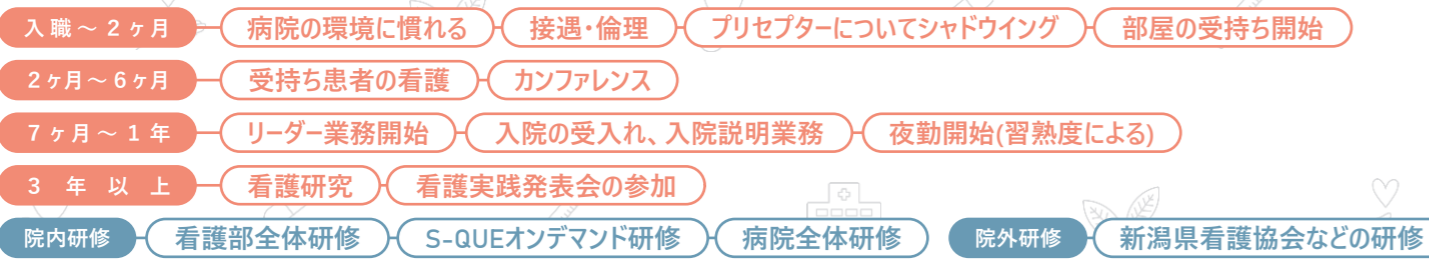 入職～2ヶ月 病院の環境に慣れる 接遇・倫理 プリセプターについてシャドウイング 部屋の受持ち開始
2ヶ月～6ヶ月 受持ち患者の看護 カンファレンス
7ヶ月～1年 リーダー業務開始 入院の受入れ、入院説明業務 夜勤開始(習熟度による)
3年以上 看護研究 看護実践発表会の参加
院内研修 看護部全体研修 S-QUEオンデマンド研修 病院全体研修 院外研修 新潟県看護協会などの研修